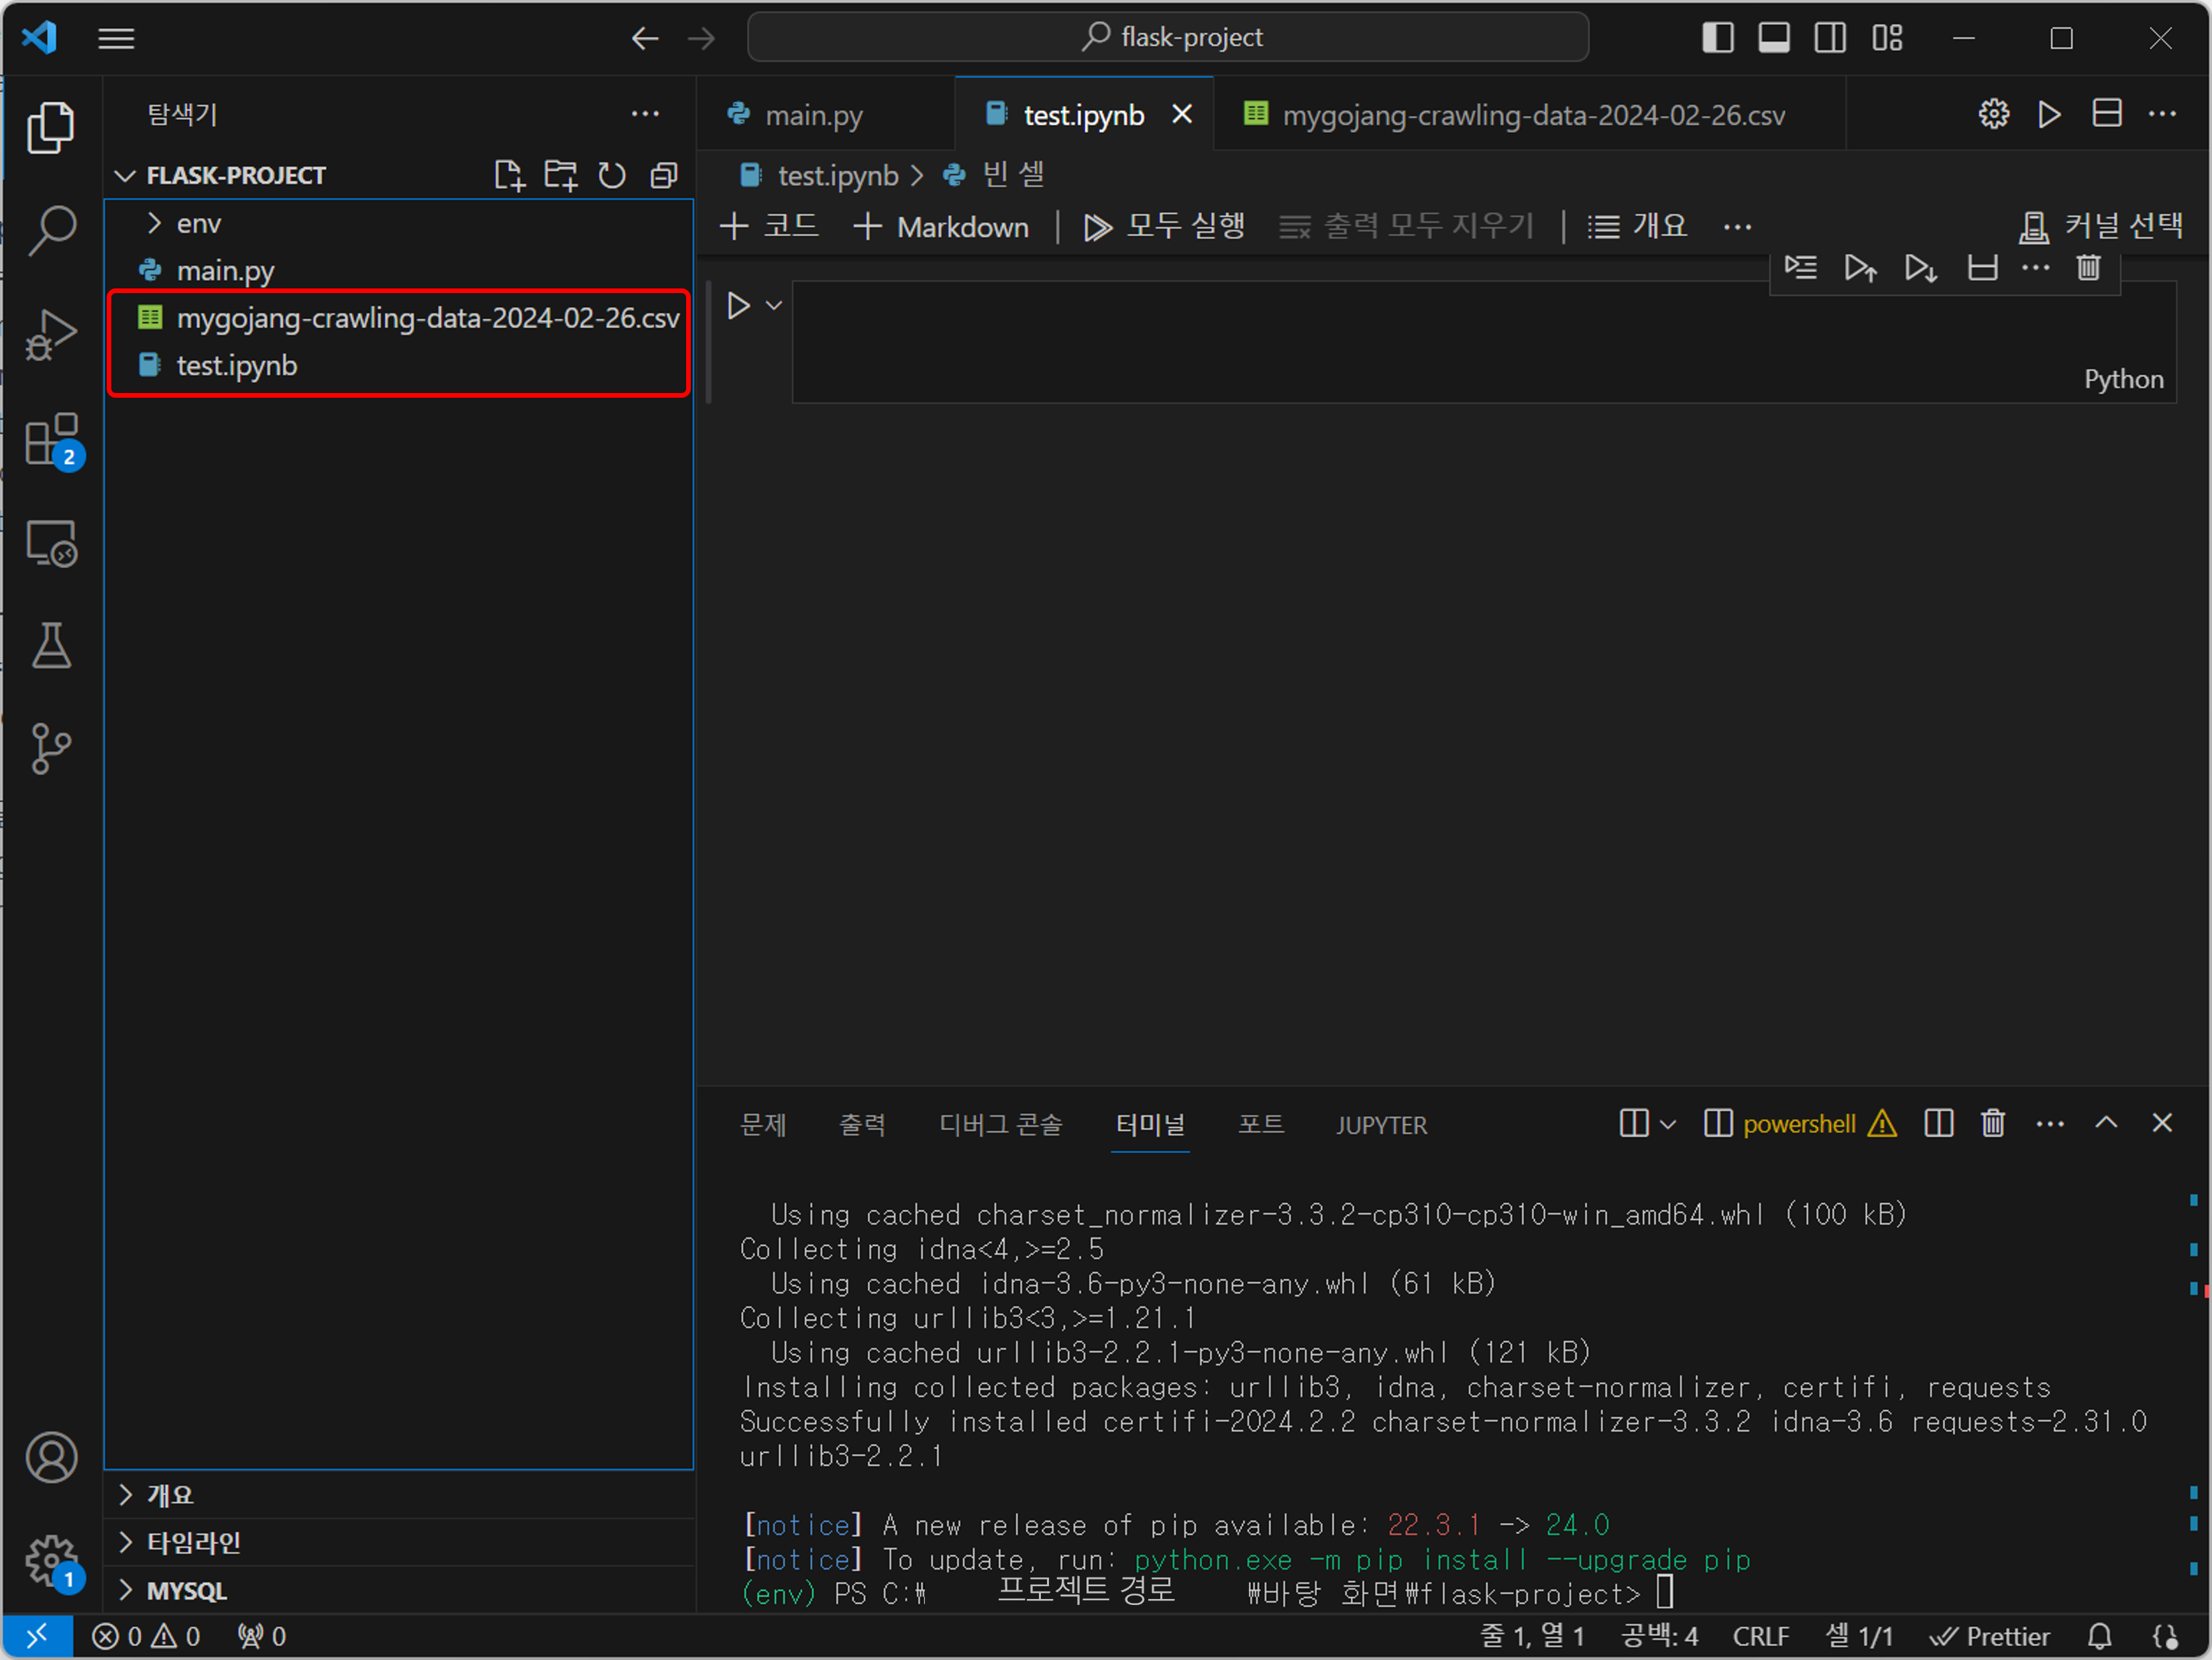 flask-project
탐색기
FLASK-PROJECT
env
main.py
mygojang-crawling-data-2024-02-26.csv
test.ipynb
개요
타임라인
MYSQL
2
1
main.py
test.ipynb
mygojang-crawling-data-2024-02-26.csv
test.ipynb > 빈 셀
+ 코드 + Markdown | 모두 실행 출력 모두 지우기 | 개요 ... 커널 선택
Python
문제 출력 디버그 콘솔 터미널 포트 JUPYTER powershell
Using cached charset_normalizer-3.3.2-cp310-cp310-win_amd64.whl (100 kB)
Collecting idna<4,>=2.5
Using cached idna-3.6-py3-none-any.whl (61 kB)
Collecting urllib3<3,>=1.21.1
Using cached urllib3-2.2.1-py3-none-any.whl (121 kB)
Installing collected packages: urllib3, idna, charset-normalizer, certifi, requests
Successfully installed certifi-2024.2.2 charset-normalizer-3.3.2 idna-3.6 requests-2.31.0
urllib3-2.2.1
[notice] A new release of pip available: 22.3.1 -> 24.0
[notice] To update, run: python.exe -m pip install --upgrade pip
(env) PS C:₩ 프로젝트 경로 ₩바탕 화면₩flask-project>
0 0 0 줄 1, 열 1 공백: 4 CRLF 셀 1/1 Prettier